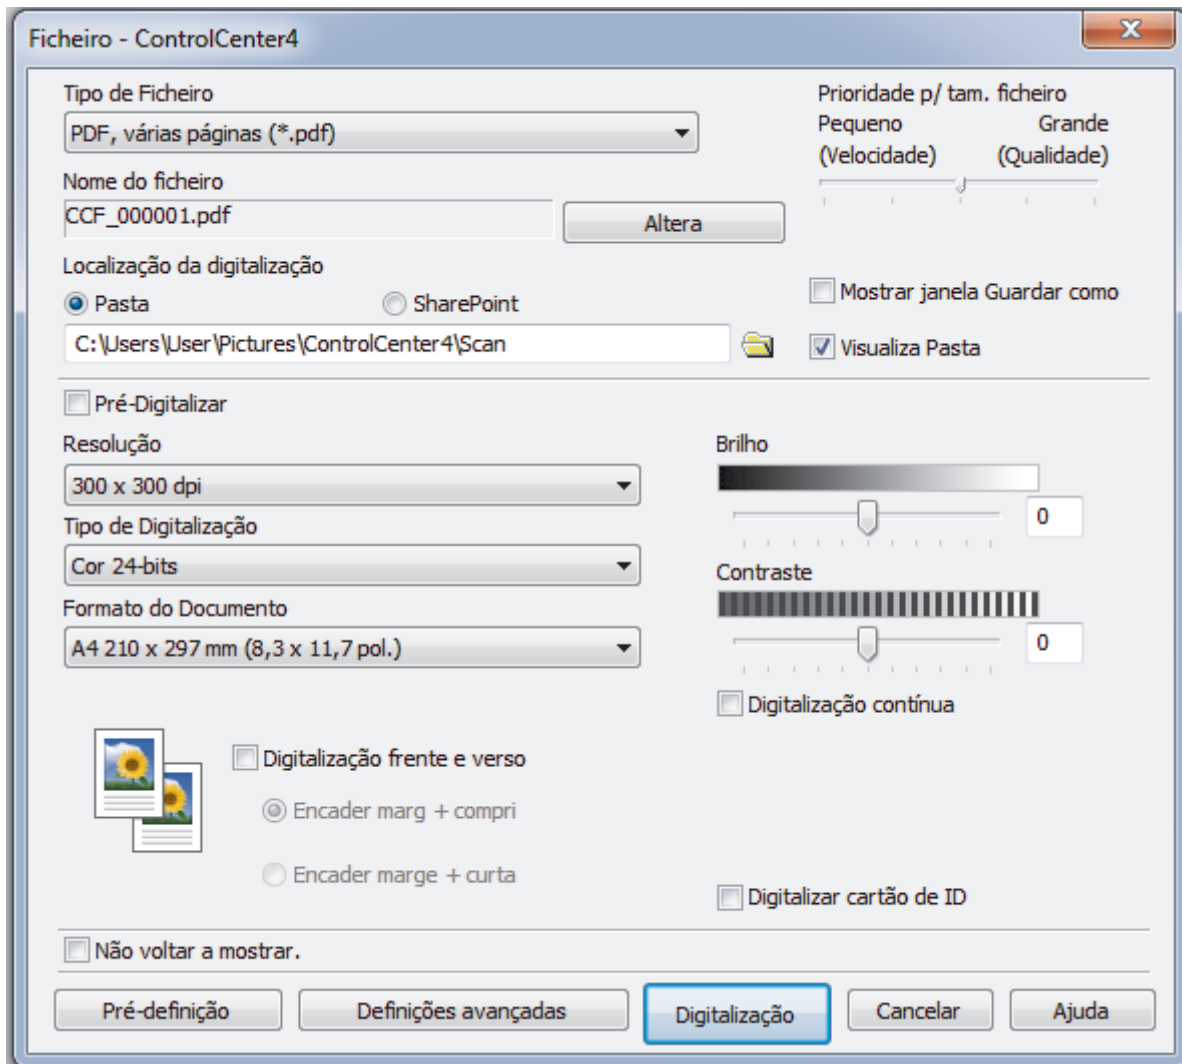 Ficheiro - ControlCenter4
Tipo de Ficheiro
PDF, várias páginas (*.pdf)
Prioridade p/ tam. ficheiro
Pequeno Grande
(Velocidade) (Qualidade)
Nome do ficheiro
CCF_000001.pdf
Altera
Localização da digitalização
Pasta
SharePoint
Mostrar janela Guardar como
C:\Users\User\Pictures\ControlCenter4\Scan
Visualiza Pasta
Pré-Digitalizar
Resolução
300 x 300 dpi
Tipo de Digitalização
Cor 24-bits
Formato do Documento
A4 210 x 297 mm (8,3 x 11,7 pol.)
Brilho
0
Contraste
0
Digitalização contínua
Digitalização frente e verso
Encader marg + compri
Encader marge + curta
Digitalizar cartão de ID
Não voltar a mostrar.
Pré-definição
Definições avançadas
Digitalização
Cancelar
Ajuda